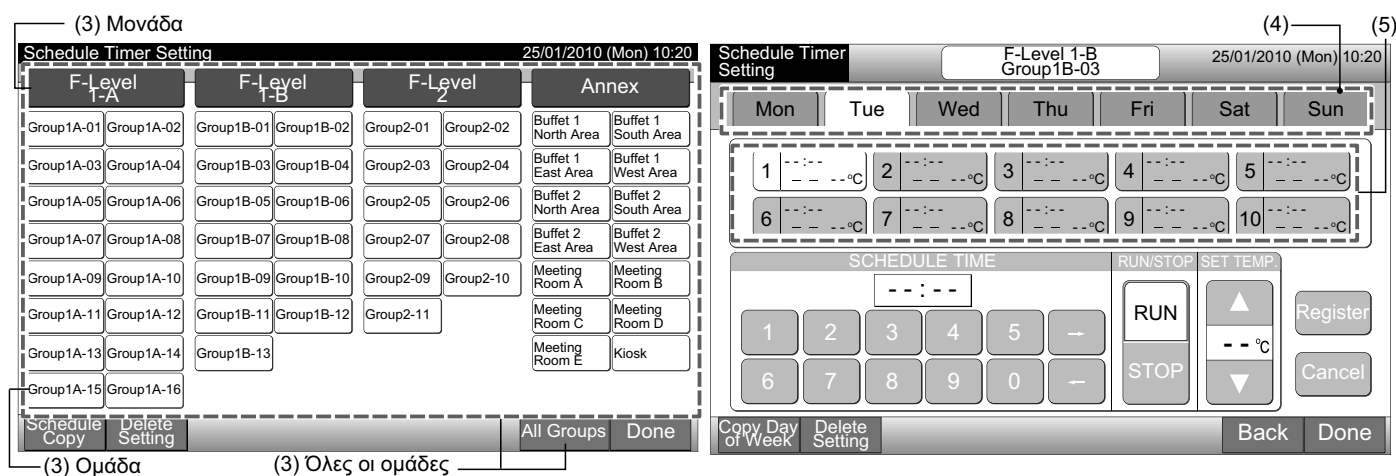 (3) Μονάδα
Schedule Timer Setting 25/01/2010 (Mon) 10:20
F-Level 1-A F-Level 1-B F-Level 2 Annex
Group1A-01 Group1A-02 Group1B-01 Group1B-02 Group2-01 Group2-02 Buffet 1 North Area Buffet 1 South Area
Group1A-03 Group1A-04 Group1B-03 Group1B-04 Group2-03 Group2-04 Buffet 1 East Area Buffet 1 West Area
Group1A-05 Group1A-06 Group1B-05 Group1B-06 Group2-05 Group2-06 Buffet 2 North Area Buffet 2 South Area
Group1A-07 Group1A-08 Group1B-07 Group1B-08 Group2-07 Group2-08 Buffet 2 East Area Buffet 2 West Area
Group1A-09 Group1A-10 Group1B-09 Group1B-10 Group2-09 Group2-10 Meeting Room A Meeting Room B
Group1A-11 Group1A-12 Group1B-11 Group1B-12 Group2-11 Meeting Room C Meeting Room D
Group1A-13 Group1A-14 Group1B-13 Meeting Room E Kiosk
Group1A-15 Group1A-16
Schedule Copy Delete Setting All Groups Done
(3) Ομάδα (3) Όλες οι ομάδες
(4) (5)
Schedule Timer Setting F-Level 1-B Group1B-03 25/01/2010 (Mon) 10:20
Mon Tue Wed Thu Fri Sat Sun
1 --:-- _ _ --°C 2 --:-- _ _ --°C 3 --:-- _ _ --°C 4 --:-- _ _ --°C 5 --:-- _ _ --°C
6 --:-- _ _ --°C 7 --:-- _ _ --°C 8 --:-- _ _ --°C 9 --:-- _ _ --°C 10 --:-- _ _ --°C
SCHEDULE TIME RUN/STOP SET TEMP.
--:--
1 2 3 4 5 → RUN ▲ Register
-- °C
6 7 8 9 0 ← STOP ▼ Cancel
Copy Day of Week Delete Setting Back Done